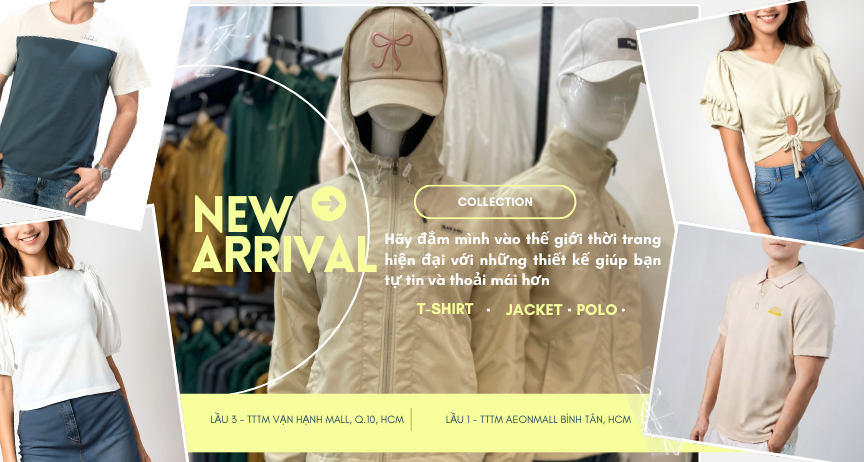 NEW
ARRIVAL
COLLECTION
Hãy đắm mình vào thế giới thời trang
hiện đại với những thiết kế giúp bạn
tự tin và thoải mái hơn
T-SHIRT • JACKET • POLO •
LẦU 3 - TTTM VẠN HẠNH MALL, Q.10, HCM
LẦU 1 - TTTM AEONMALL BÌNH TÂN, HCM